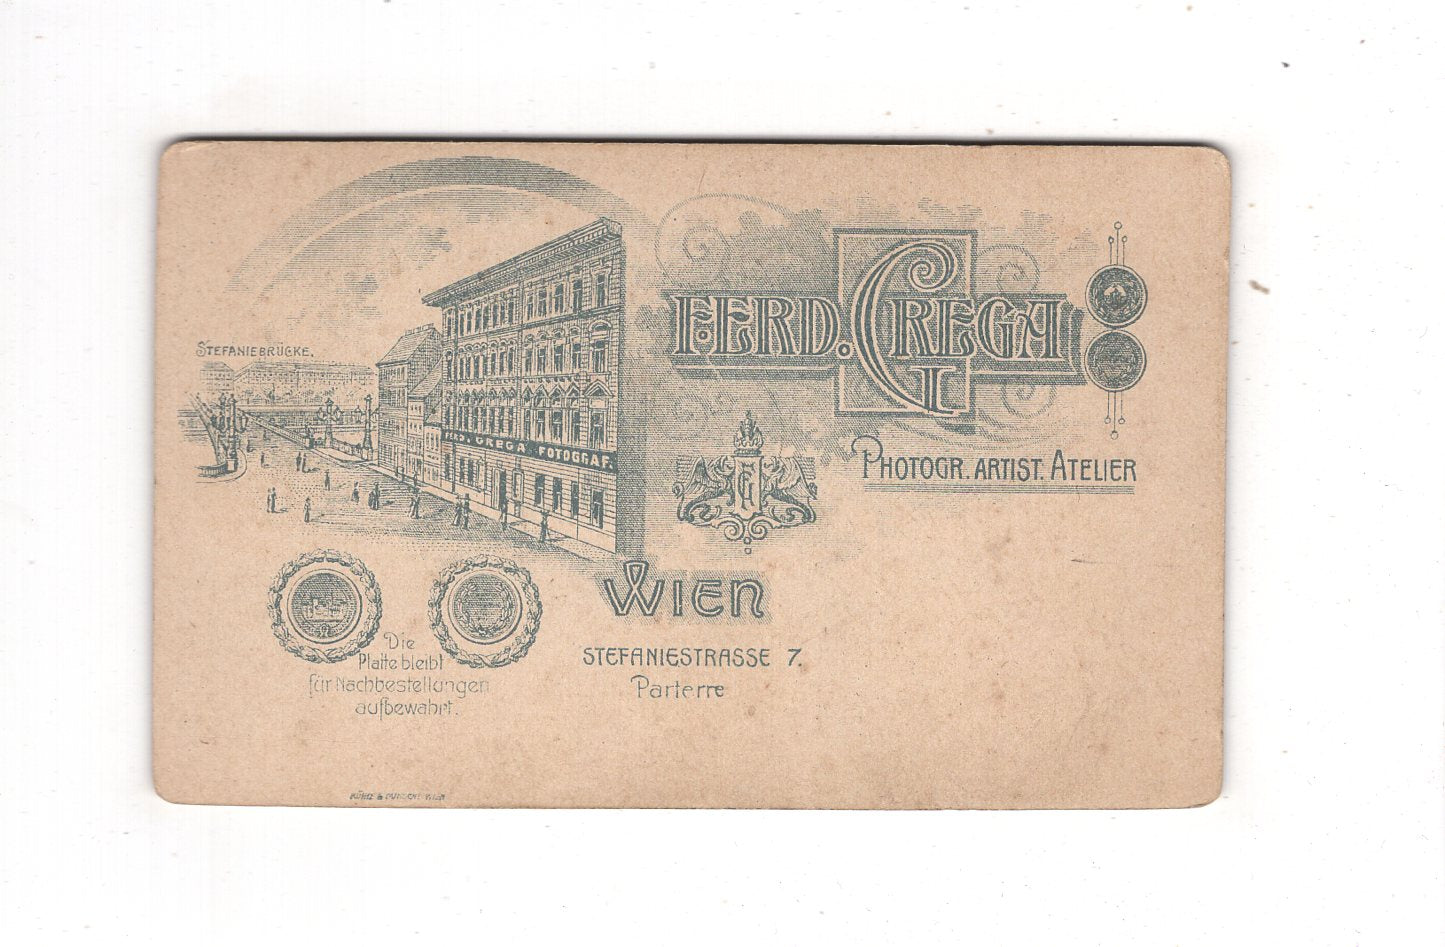 STEFANIEBRÜCKE.
FERD. GREGA FOTOGRAF.
FERD. GREGA
PHOTOGR. ARTIST. ATELIER
WIEN
STEFANIESTRASSE 7.
Parterre
Die
Platte bleibt
für Nachbestellungen
aufbewahrt.
WIEN